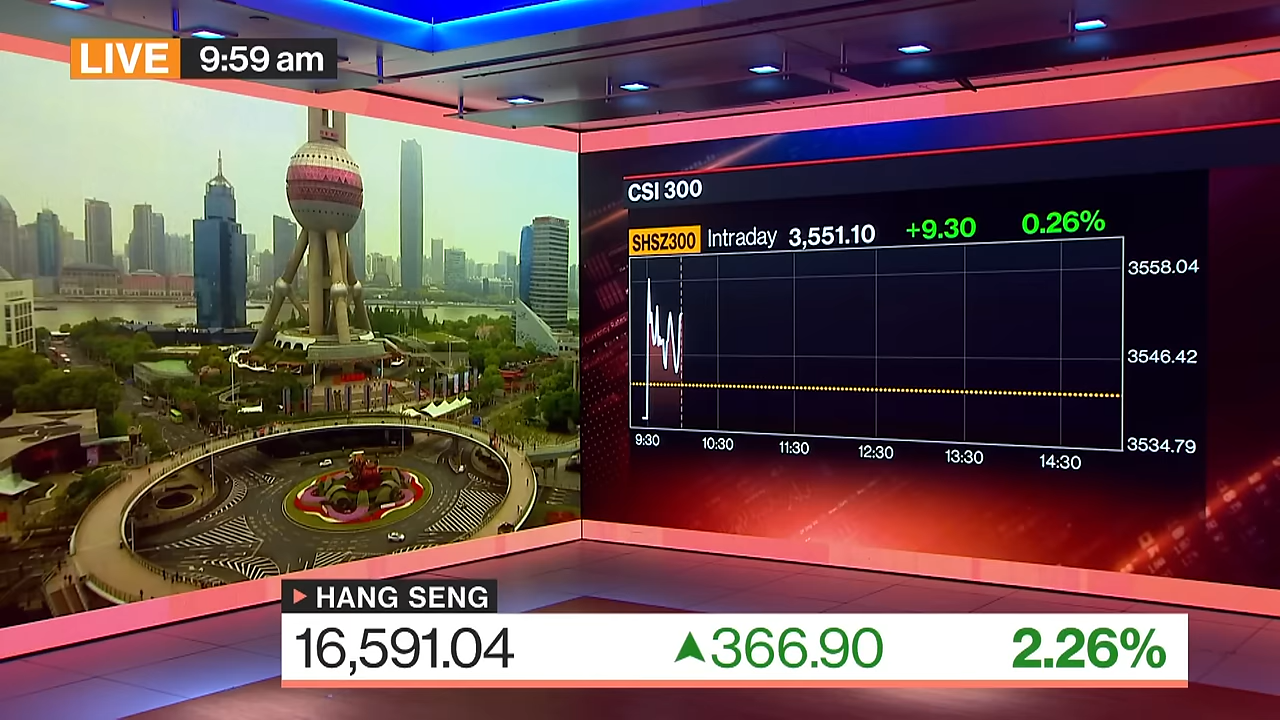 LIVE 9:59 am
CSI 300
SHSZ300 Intraday 3,551.10 +9.30 0.26%
3558.04
3546.42
3534.79
9:30 10:30 11:30 12:30 13:30 14:30
HANG SENG
16,591.04 ▲366.90 2.26%